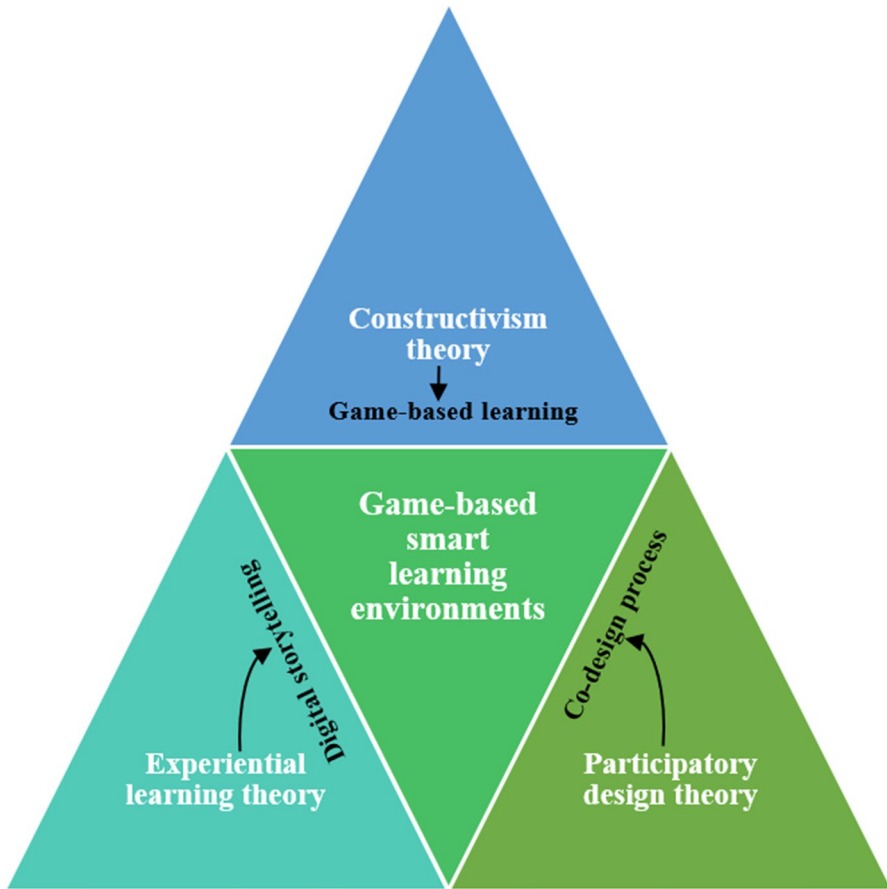 Constructivism
theory
Game-based learning
Game-based
smart
learning
environments
Digital storytelling
Co-design process
Experiential
learning theory
Participatory
design theory